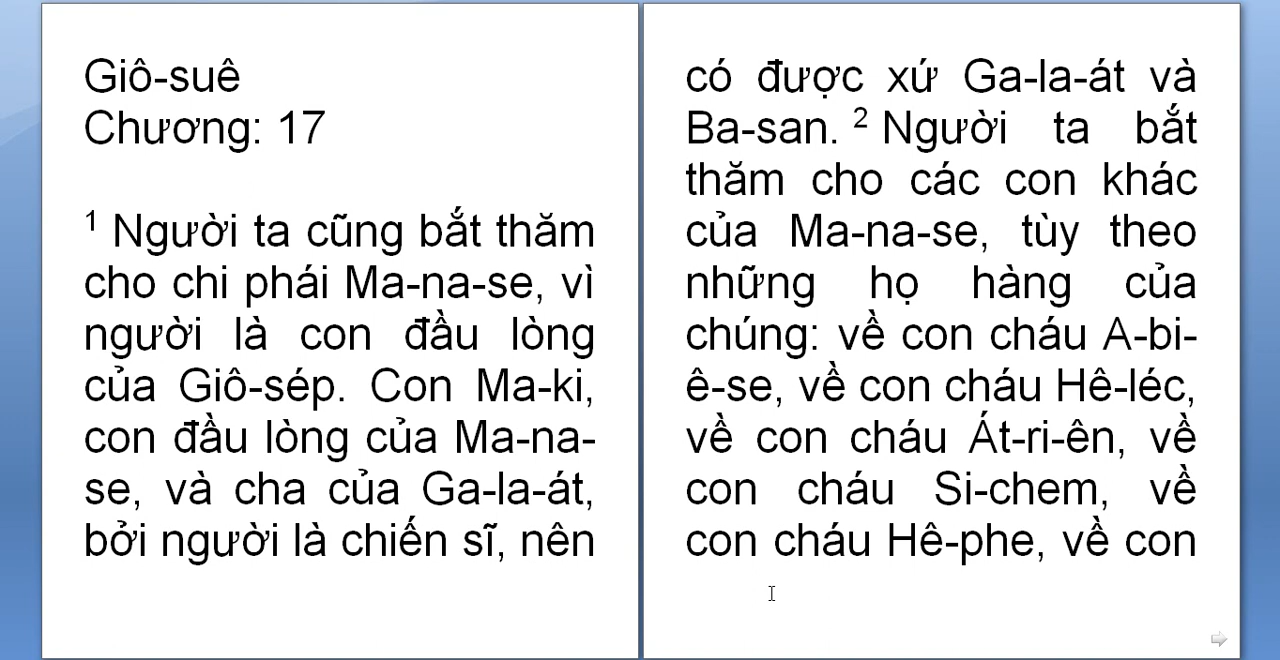 Giô-suê
Chương: 17
1 Người ta cũng bắt thăm
cho chi phái Ma-na-se, vì
người là con đầu lòng
của Giô-sép. Con Ma-ki,
con đầu lòng của Ma-na-
se, và cha của Ga-la-át,
bởi người là chiến sĩ, nên
có được xứ Ga-la-át và
Ba-san. 2 Người ta bắt
thăm cho các con khác
của Ma-na-se, tùy theo
những họ hàng của
chúng: về con cháu A-bi-
ê-se, về con cháu Hê-léc,
về con cháu Át-ri-ên, về
con cháu Si-chem, về
con cháu Hê-phe, về con